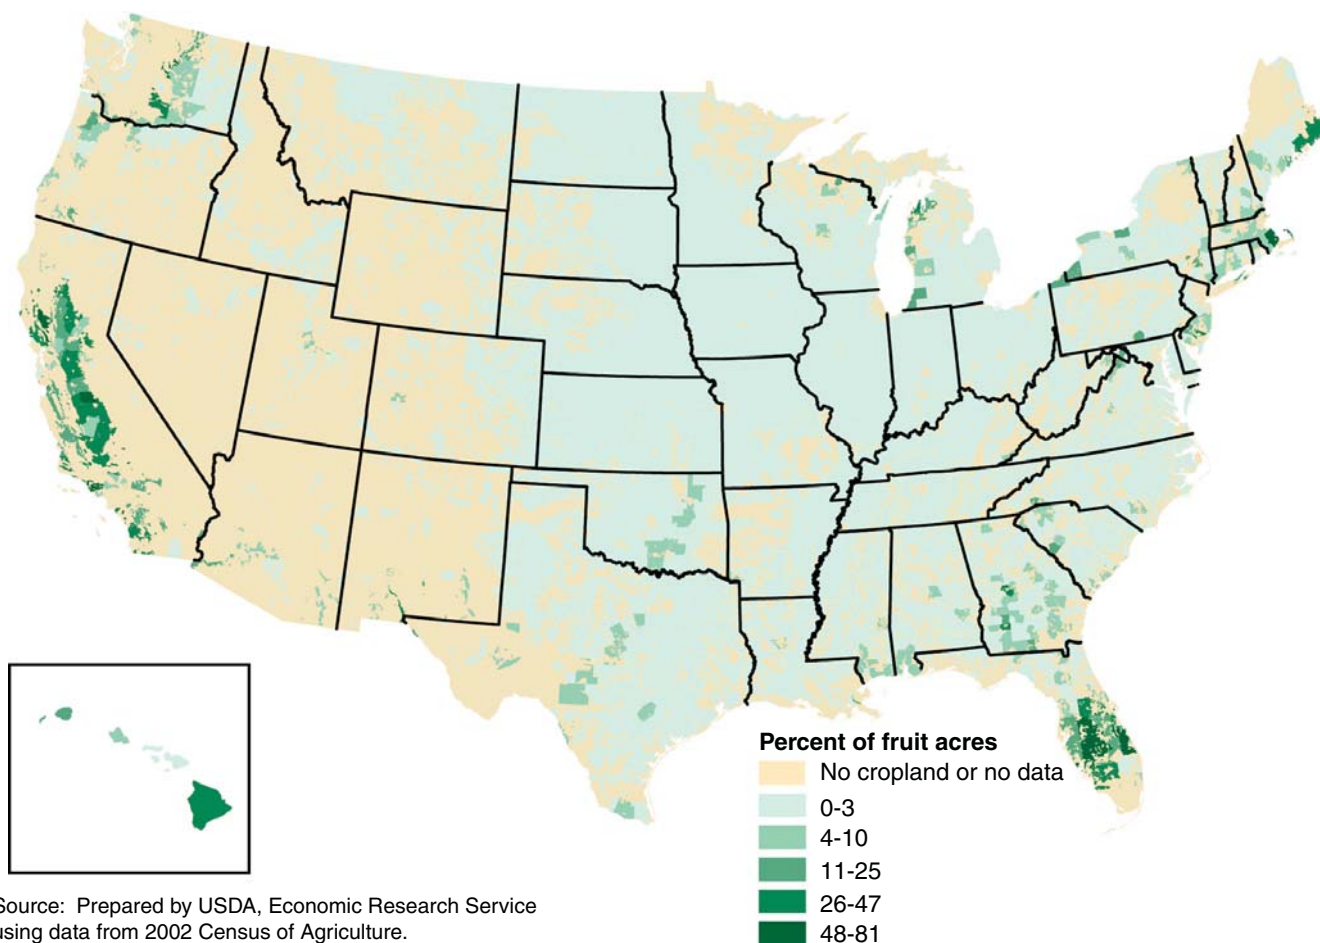 Percent of fruit acres
No cropland or no data
0-3
4-10
11-25
26-47
48-81
Source: Prepared by USDA, Economic Research Service
using data from 2002 Census of Agriculture.